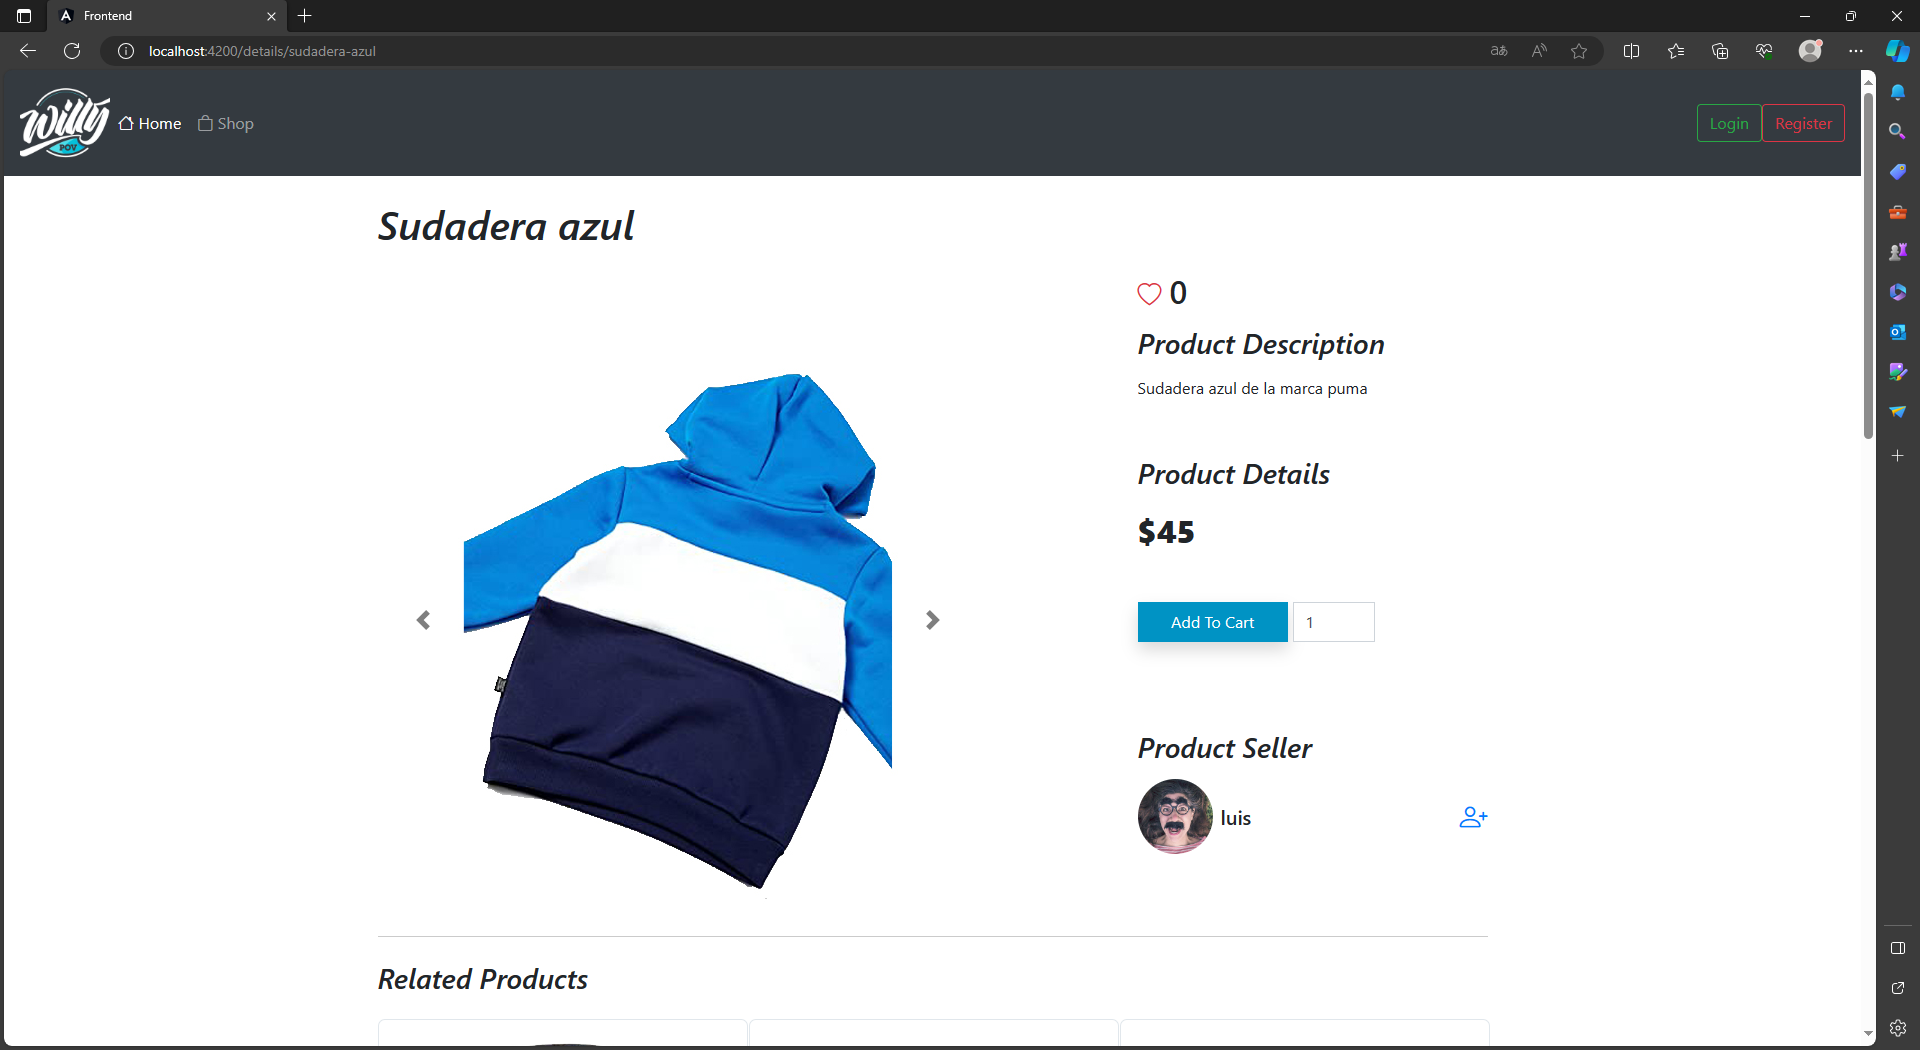 Frontend
localhost:4200/details/sudadera-azul
Willy
POV
Home
Shop
Login
Register
Sudadera azul
0
Product Description
Sudadera azul de la marca puma
Product Details
$45
Add To Cart
1
Product Seller
luis
Related Products